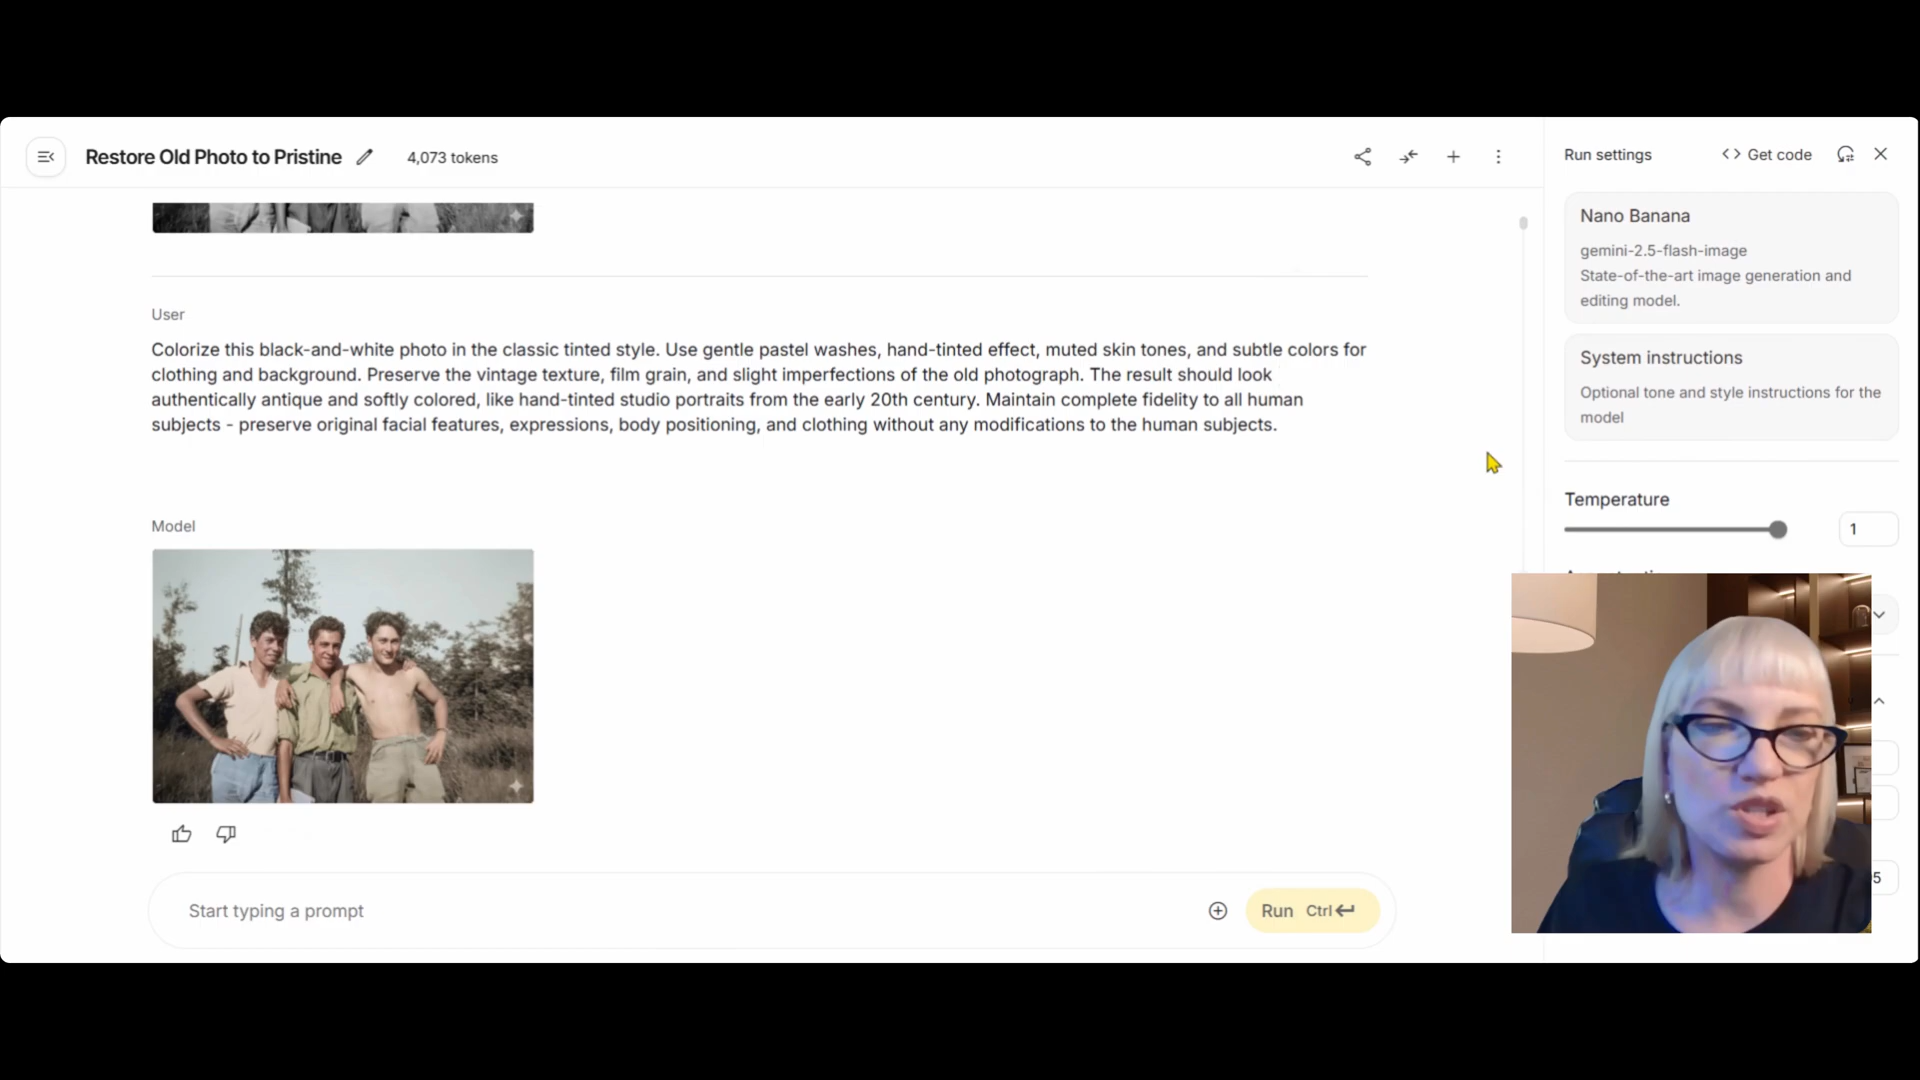 Restore Old Photo to Pristine
4,073 tokens
User
Colorize this black-and-white photo in the classic tinted style. Use gentle pastel washes, hand-tinted effect, muted skin tones, and subtle colors for
clothing and background. Preserve the vintage texture, film grain, and slight imperfections of the old photograph. The result should look
authentically antique and softly colored, like hand-tinted studio portraits from the early 20th century. Maintain complete fidelity to all human
subjects - preserve original facial features, expressions, body positioning, and clothing without any modifications to the human subjects.
Model
Start typing a prompt
Run Ctrl
Run settings
Get code
Nano Banana
gemini-2.5-flash-image
State-of-the-art image generation and
editing model.
System instructions
Optional tone and style instructions for the
model
Temperature
1
5